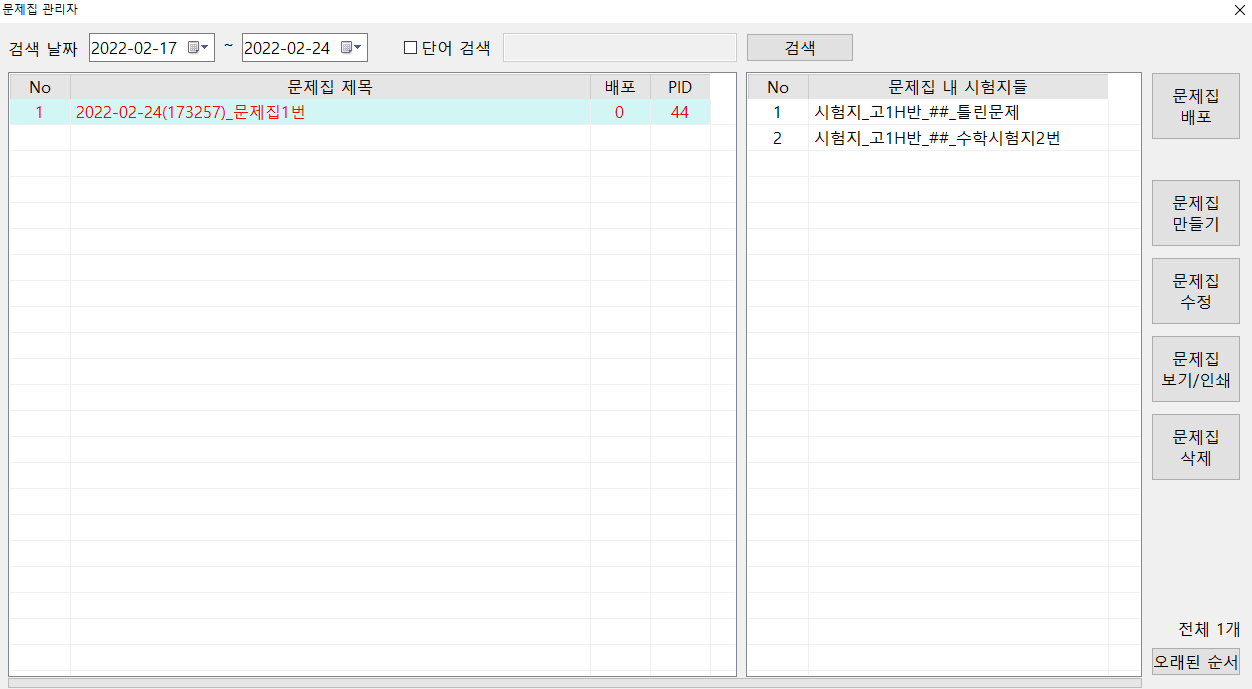 문제집 관리자
검색 날짜 2022-02-17 ~ 2022-02-24 단어 검색 검색
No 문제집 제목 배포 PID
1 2022-02-24(173257)_문제집1번 0 44
No 문제집 내 시험지들
1 시험지_고1H반_##_틀린문제
2 시험지_고1H반_##_수학시험지2번
문제집
배포
문제집
만들기
문제집
수정
문제집
보기/인쇄
문제집
삭제
전체 1개
오래된 순서